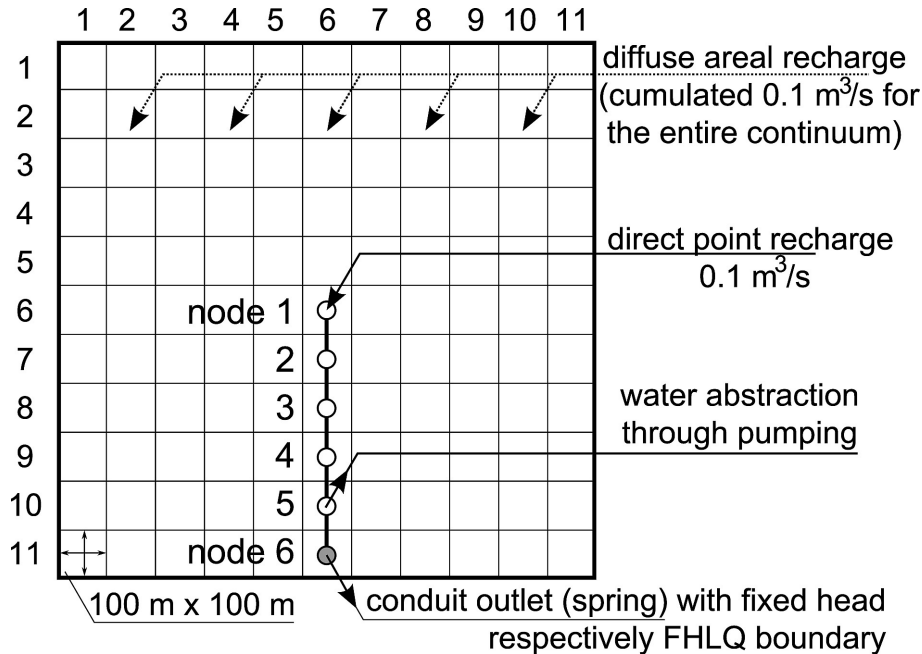 1 2 3 4 5 6 7 8 9 10 11
1
2
3
4
5
6
7
8
9
10
11
diffuse areal recharge
(cumulated 0.1 m³/s for
the entire continuum)
direct point recharge
0.1 m³/s
node 1
2
3
4
5
node 6
water abstraction
through pumping
100 m x 100 m
conduit outlet (spring) with fixed head
respectively FHLQ boundary